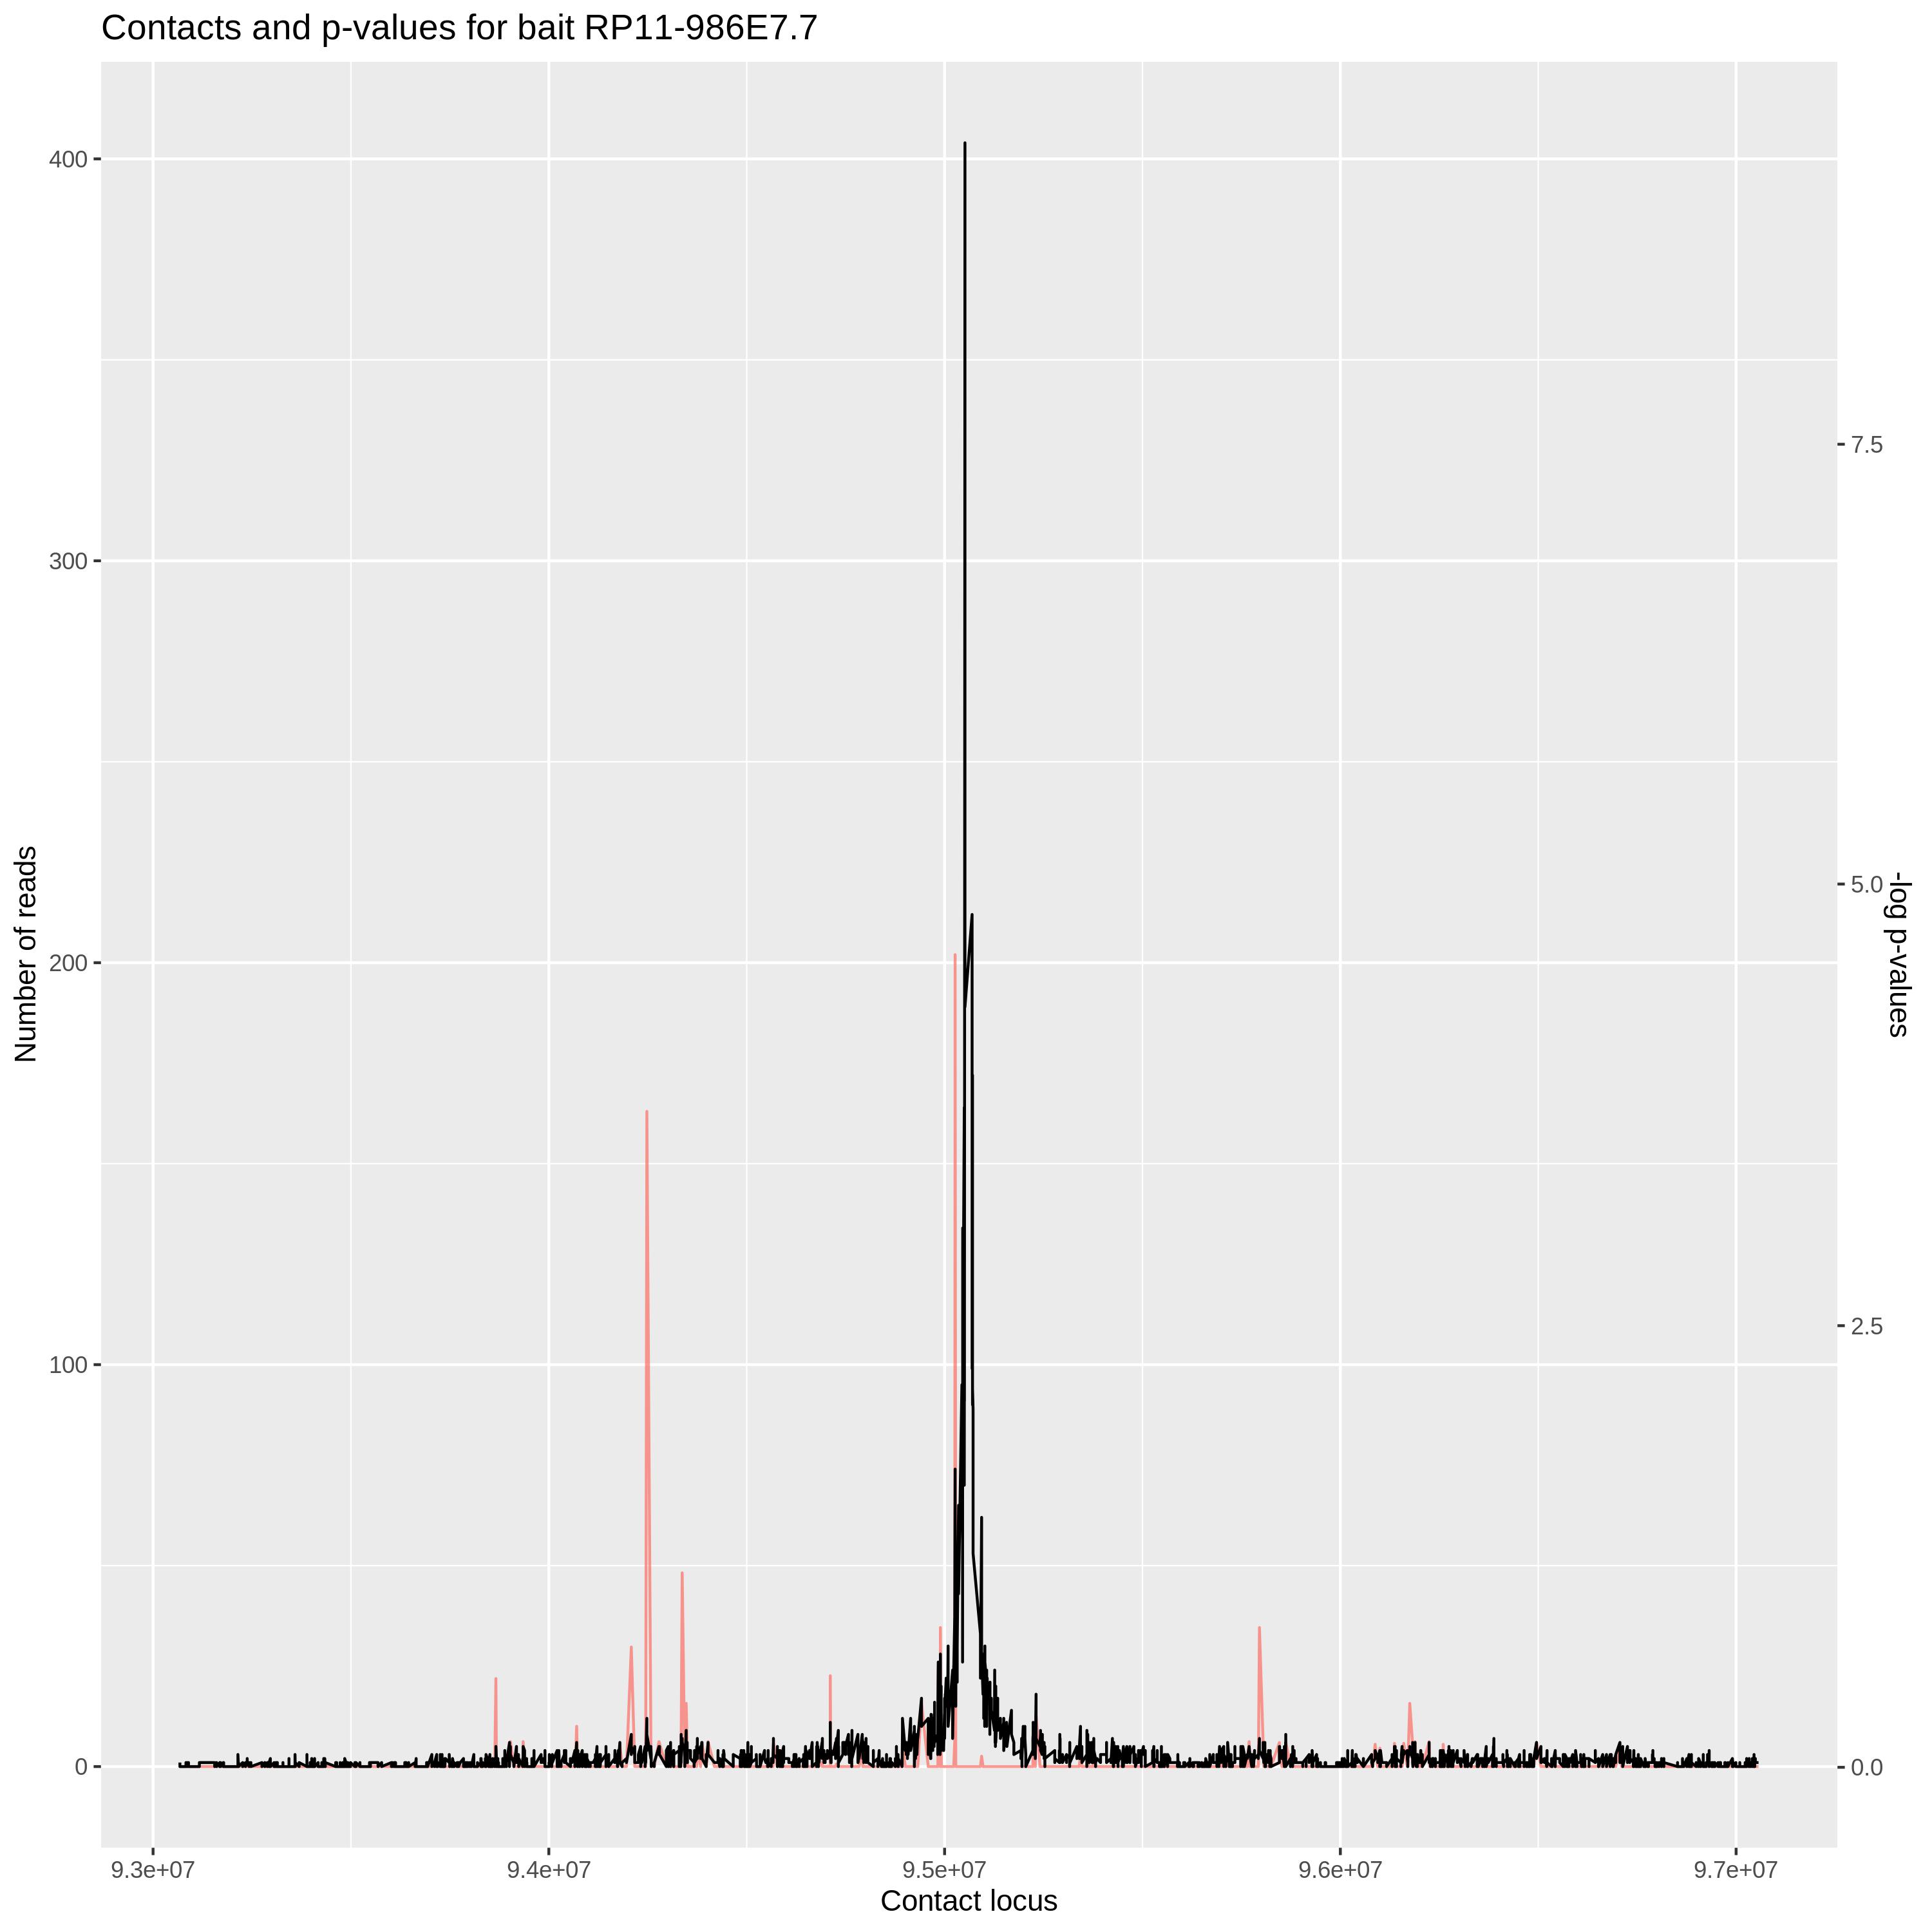 Contacts and p-values for bait RP11-986E7.7
400
300
200
100
0
Number of reads
7.5
5.0
2.5
0.0
-log p-values
9.3e+07
9.4e+07
9.5e+07
9.6e+07
9.7e+07
Contact locus